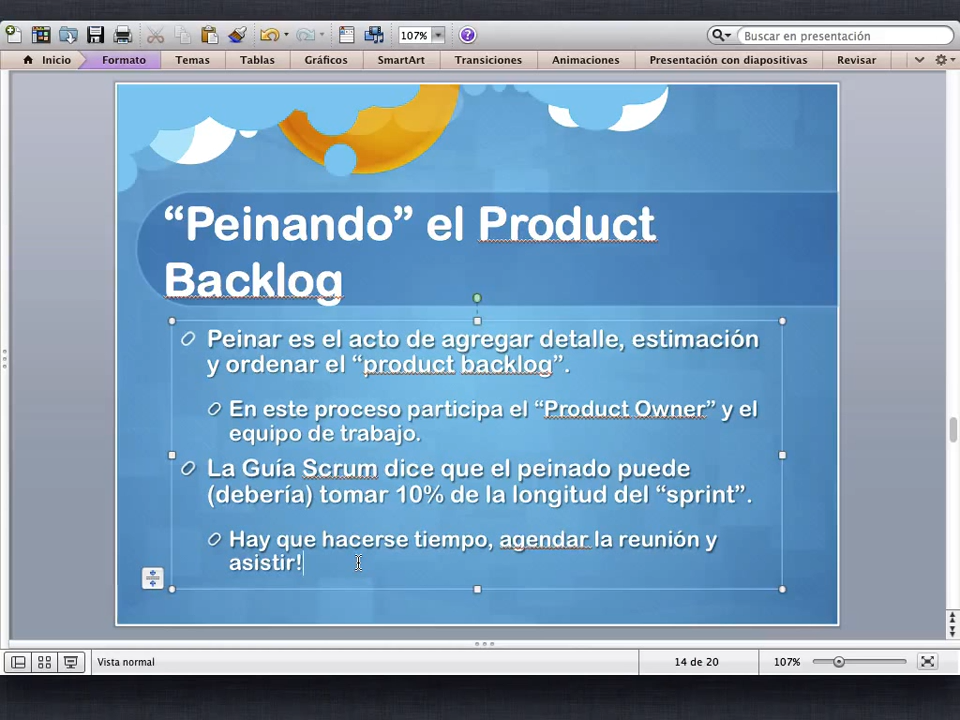 107%
Buscar en presentación
Inicio Formato Temas Tablas Gráficos SmartArt Transiciones Animaciones Presentación con diapositivas Revisar
“Peinando” el Product
Backlog
Peinar es el acto de agregar detalle, estimación
y ordenar el “product backlog”.
En este proceso participa el “Product Owner” y el
equipo de trabajo.
La Guía Scrum dice que el peinado puede
(debería) tomar 10% de la longitud del “sprint”.
Hay que hacerse tiempo, agendar la reunión y
asistir!
Vista normal 14 de 20 107%